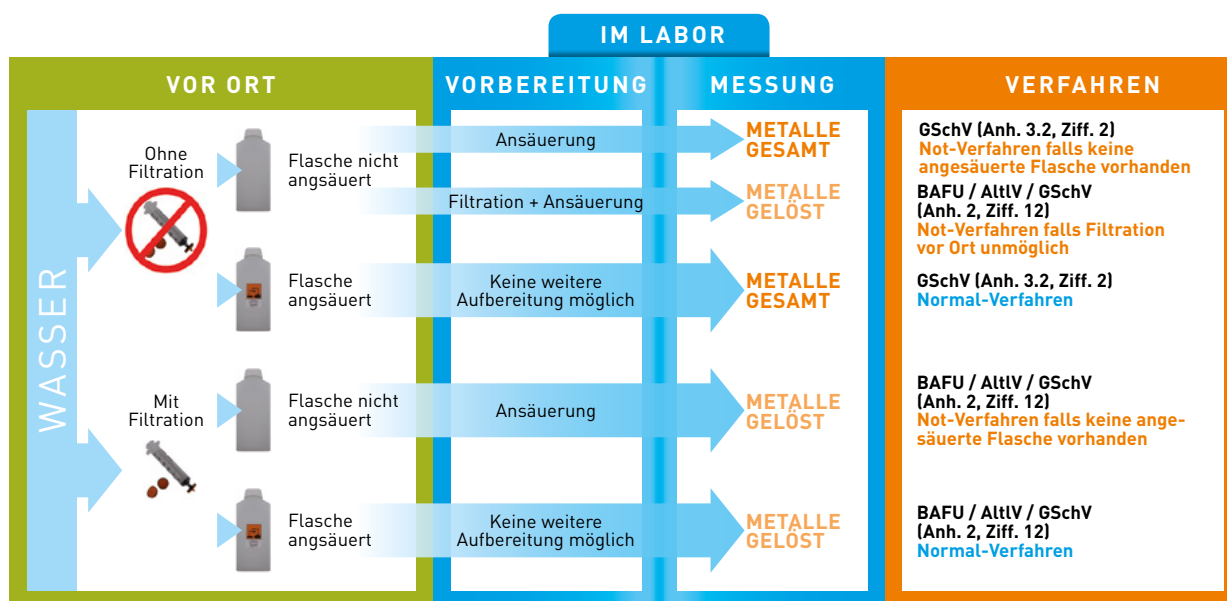 IM LABOR
VOR ORT
VORBEREITUNG
MESSUNG
VERFAHREN
WASSER
Ohne
Filtration
Flasche nicht
angsäuert
Ansäuerung
METALLE
GESAMT
GSchV (Anh. 3.2, Ziff. 2)
Not-Verfahren falls keine
angesäuerte Flasche vorhanden
Filtration + Ansäuerung
METALLE
GELÖST
BAFU / AltlV / GSchV
(Anh. 2, Ziff. 12)
Not-Verfahren falls Filtration
vor Ort unmöglich
Flasche
angsäuert
Keine weitere
Aufbereitung möglich
METALLE
GESAMT
GSchV (Anh. 3.2, Ziff. 2)
Normal-Verfahren
Mit
Filtration
Flasche nicht
angsäuert
Ansäuerung
METALLE
GELÖST
BAFU / AltlV / GSchV
(Anh. 2, Ziff. 12)
Not-Verfahren falls keine ange-
säuerte Flasche vorhanden
Flasche
angsäuert
Keine weitere
Aufbereitung möglich
METALLE
GELÖST
BAFU / AltlV / GSchV
(Anh. 2, Ziff. 12)
Normal-Verfahren